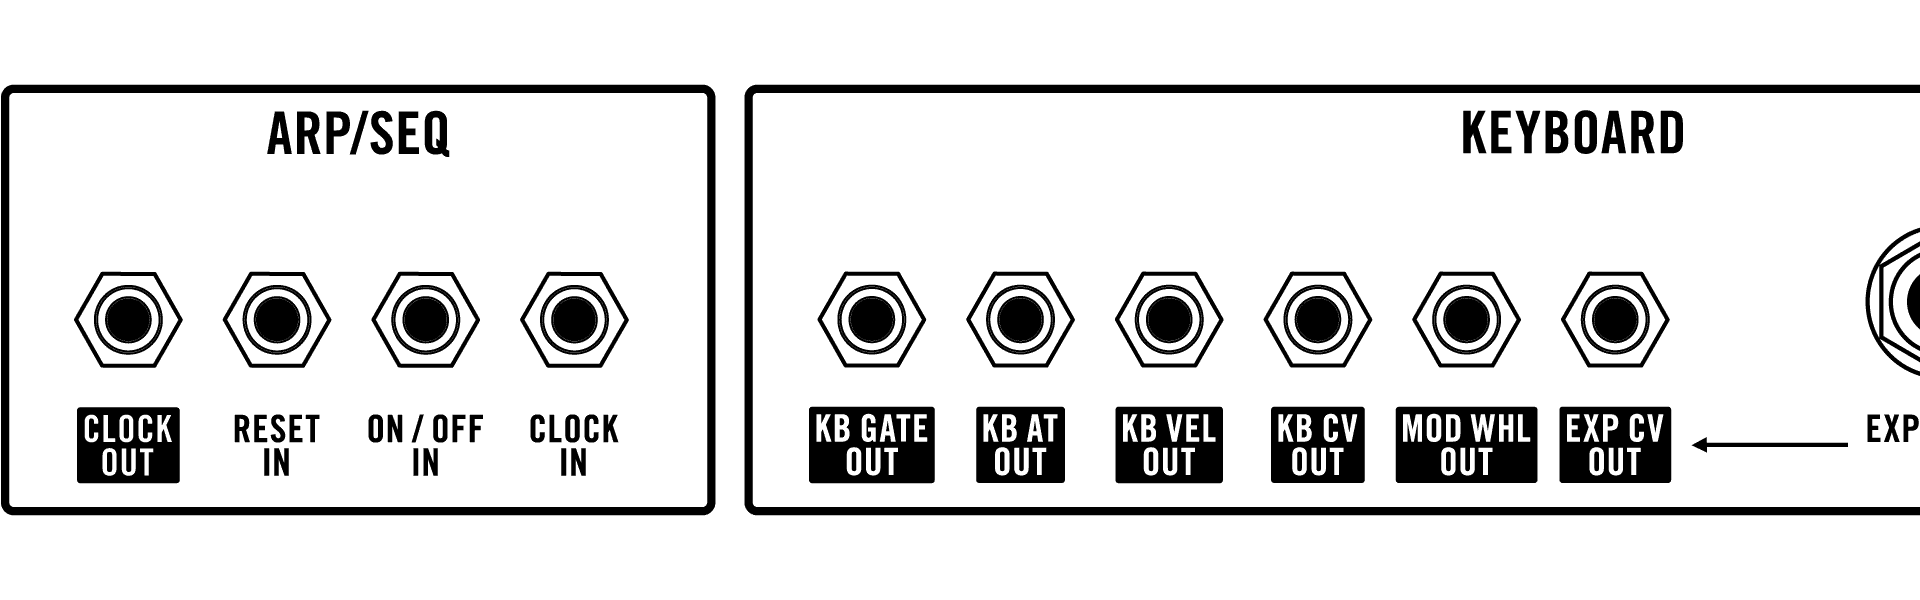 ARP/SEQ
CLOCK
OUT
RESET
IN
ON / OFF
IN
CLOCK
IN
KEYBOARD
KB GATE
OUT
KB AT
OUT
KB VEL
OUT
KB CV
OUT
MOD WHL
OUT
EXP CV
OUT
EXP